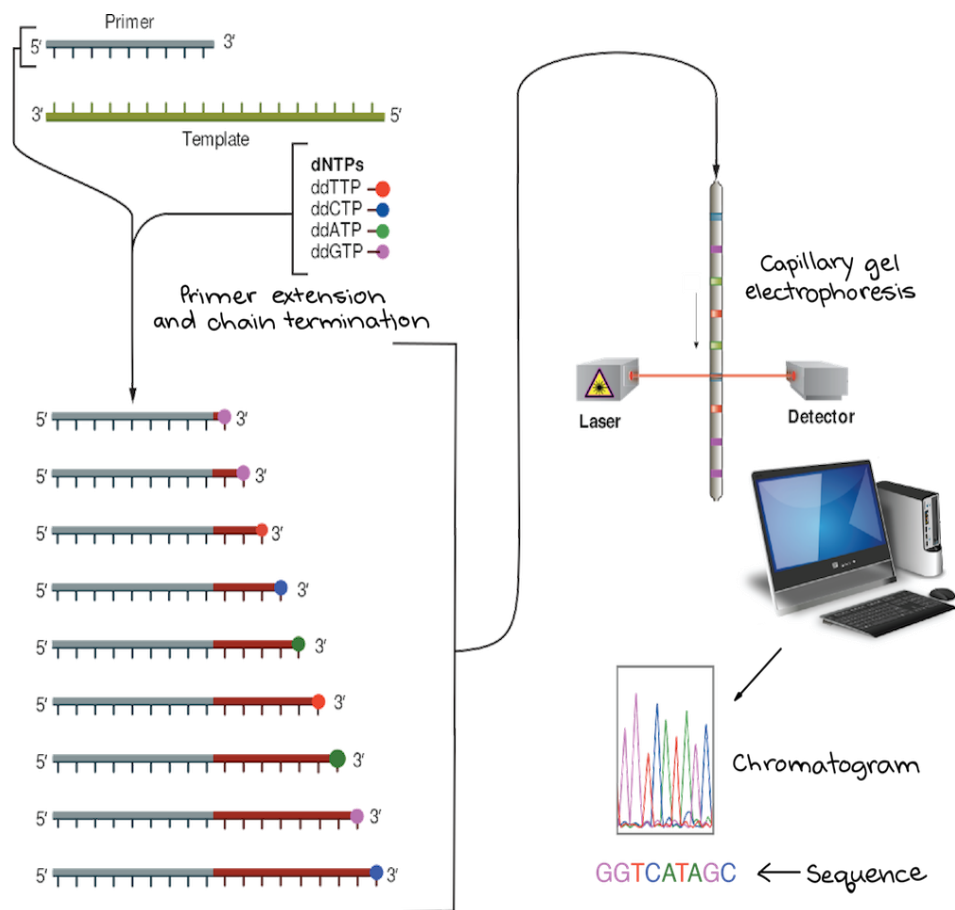 Primer
5′ 3′
3′ 5′
Template
dNTPs
ddTTP
ddCTP
ddATP
ddGTP
Primer extension
and chain termination
5′ 3′
5′ 3′
5′ 3′
5′ 3′
5′ 3′
5′ 3′
5′ 3′
5′ 3′
5′ 3′
Capillary gel
electrophoresis
Laser
Detector
Chromatogram
GGTCATAGC ← Sequence